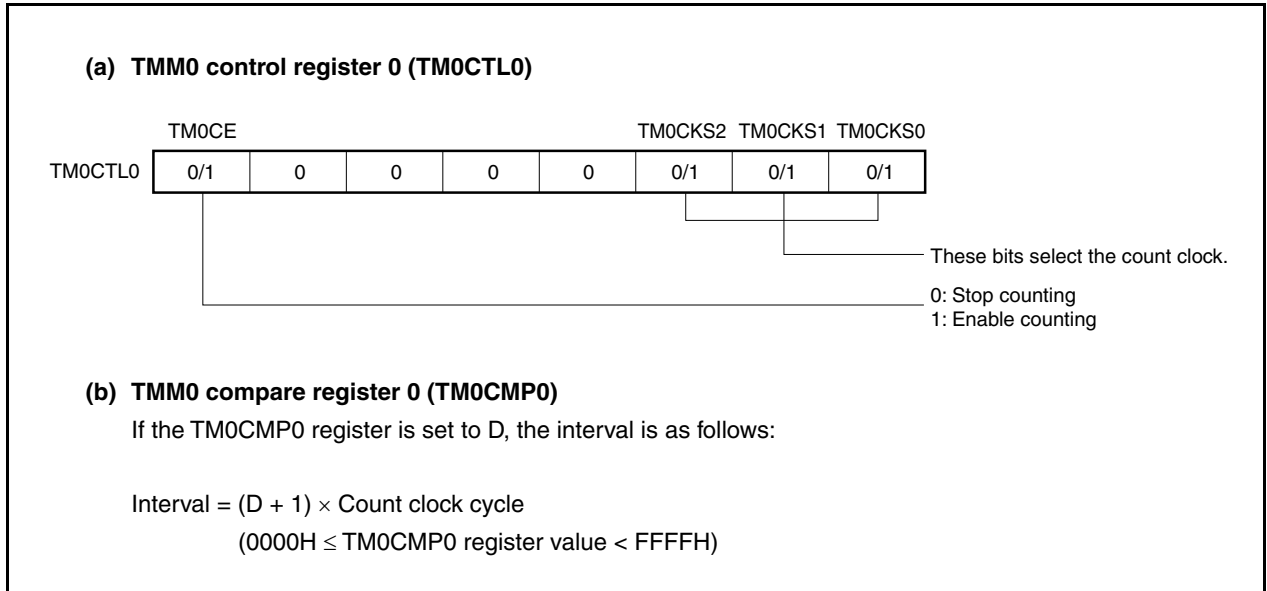 (a) TMM0 control register 0 (TM0CTL0)
TM0CE TM0CKS2 TM0CKS1 TM0CKS0
TM0CTL0 0/1 0 0 0 0 0/1 0/1 0/1
These bits select the count clock.
0: Stop counting
1: Enable counting
(b) TMM0 compare register 0 (TM0CMP0)
If the TM0CMP0 register is set to D, the interval is as follows:
Interval = (D + 1) × Count clock cycle
(0000H ≤ TM0CMP0 register value < FFFFH)